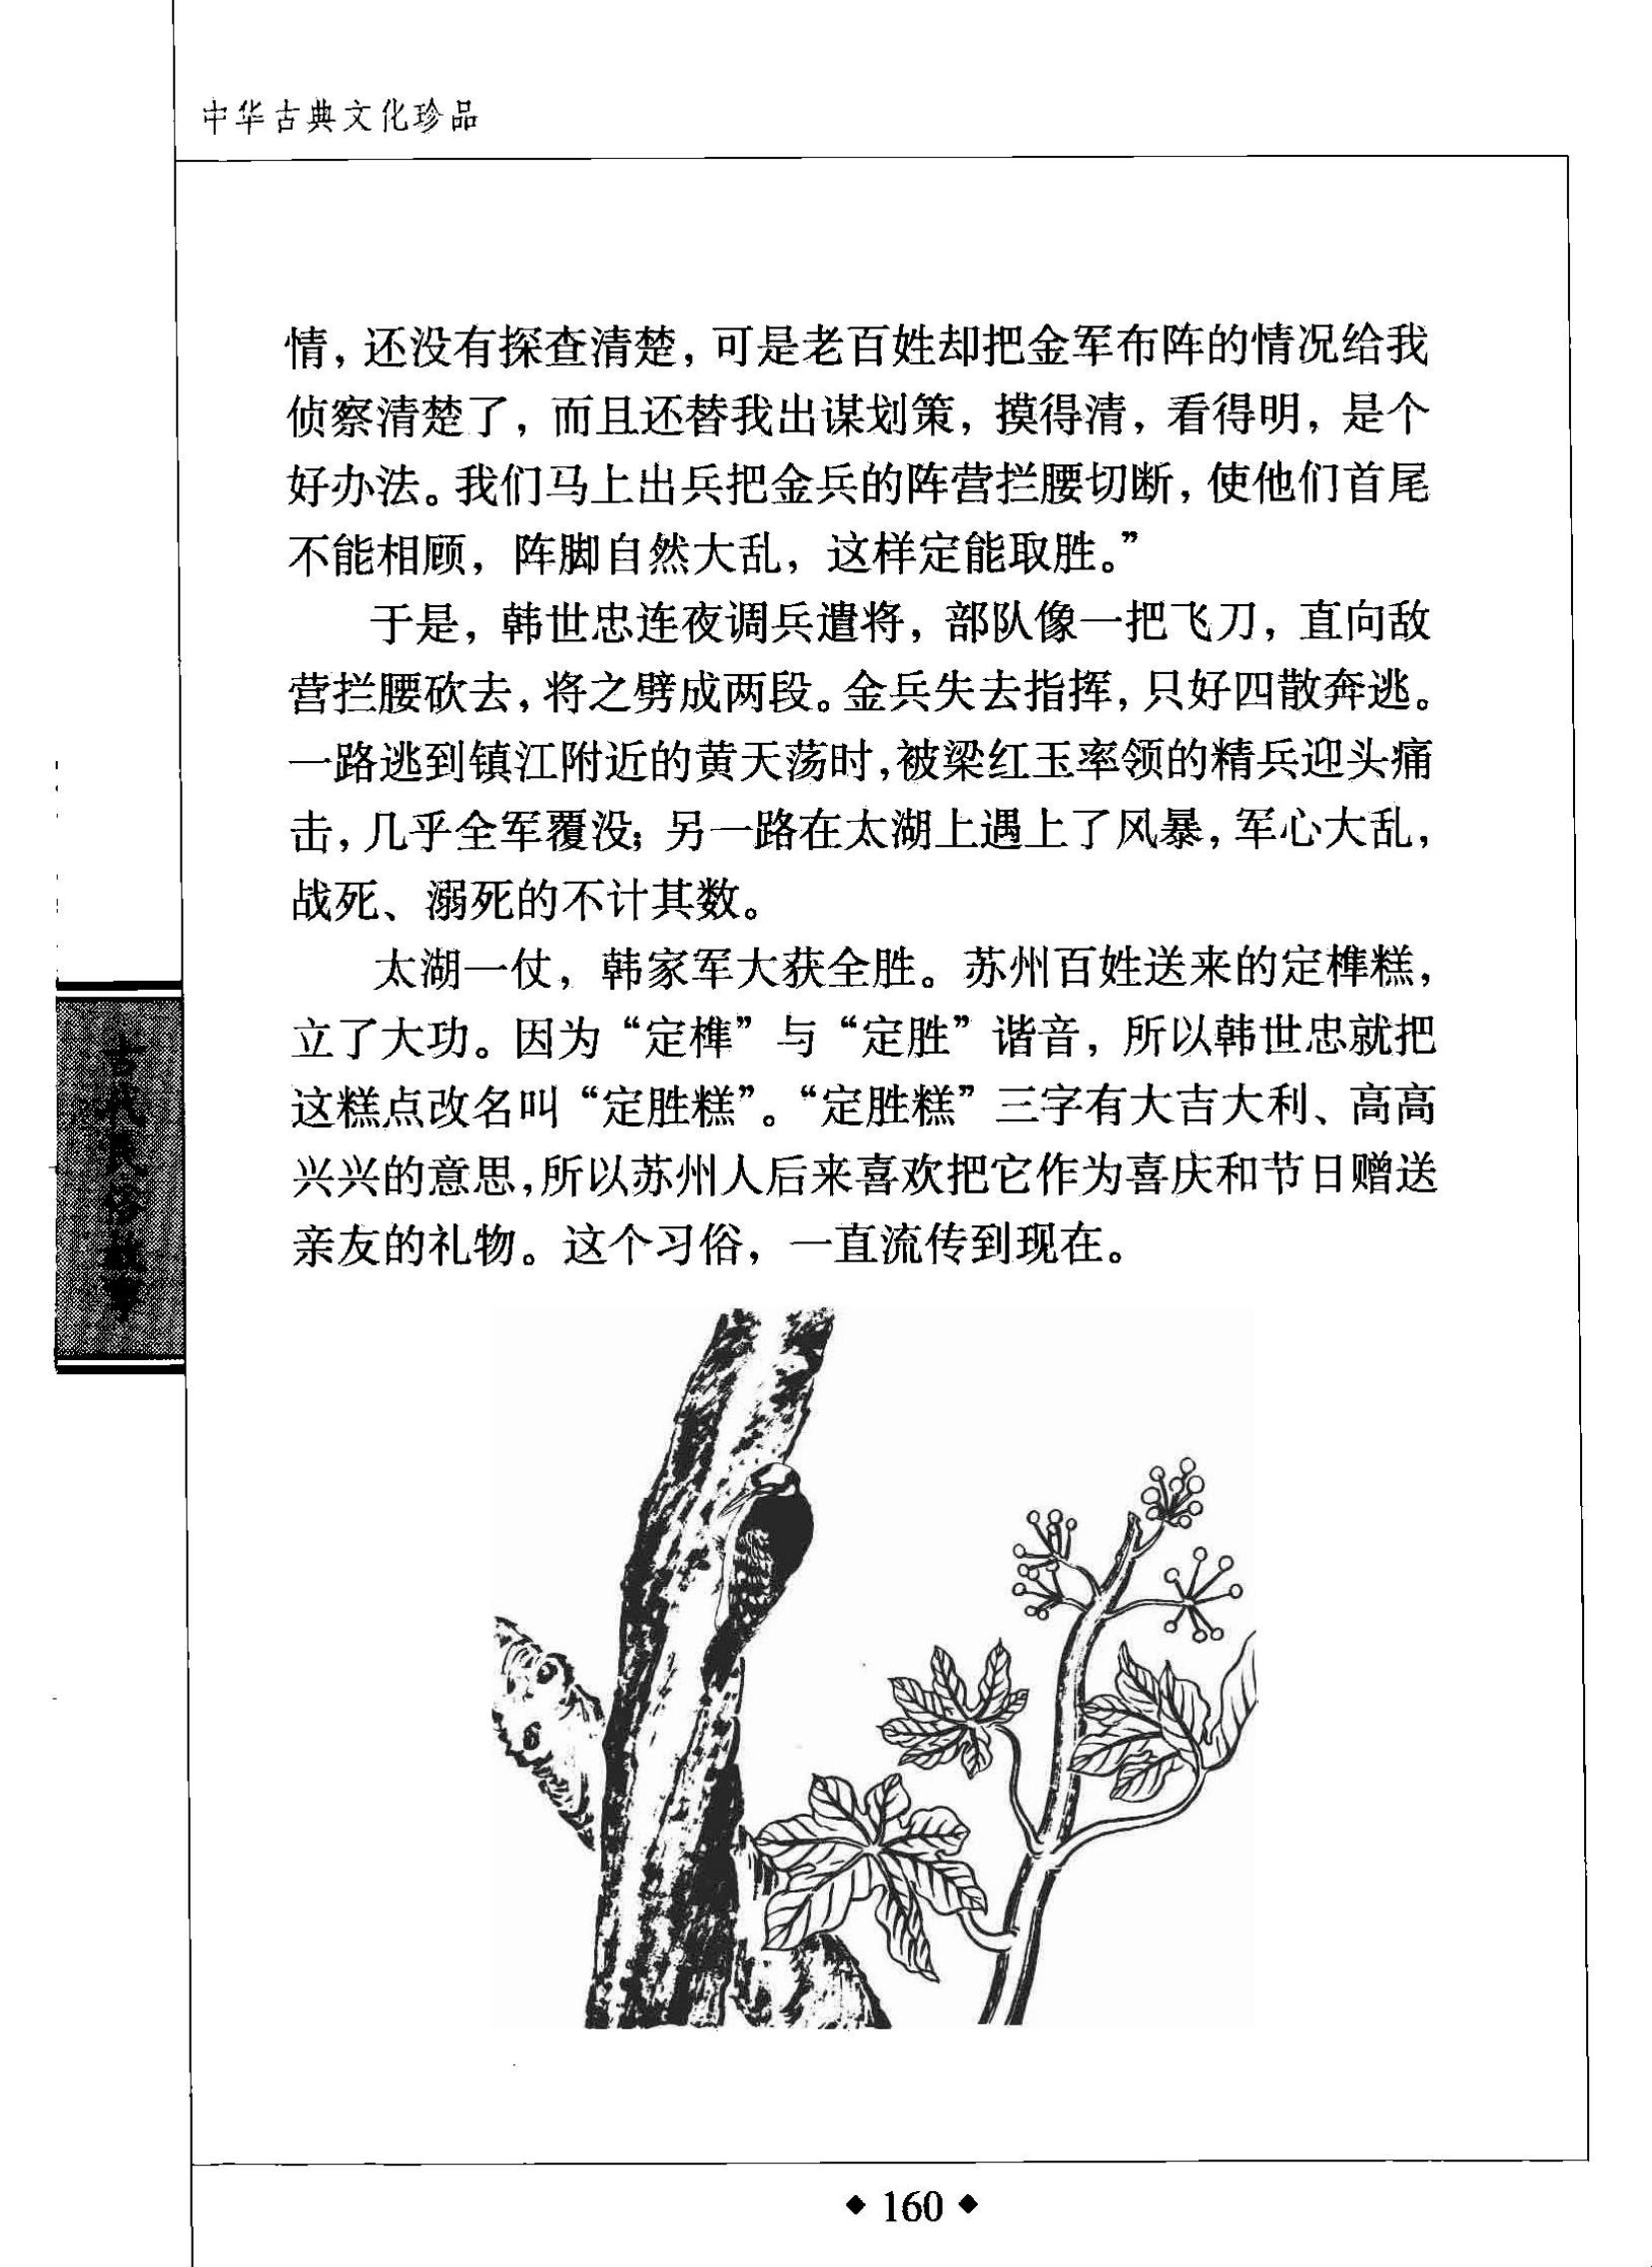 中华古典文化珍品
情，还没有探查清楚，可是老百姓却把金军布阵的情况给我
侦察清楚了，而且还替我出谋划策，摸得清，看得明，是个
好办法。我们马上出兵把金兵的阵营拦腰切断，使他们首尾
不能相顾，阵脚自然大乱，这样定能取胜。”
于是，韩世忠连夜调兵遣将，部队像一把飞刀，直向敌
营拦腰砍去，将之劈成两段。金兵失去指挥，只好四散奔逃。
一路逃到镇江附近的黄天荡时，被梁红玉率领的精兵迎头痛
击，几乎全军覆没；另一路在太湖上遇上了风暴，军心大乱，
战死、溺死的不计其数。
太湖一仗，韩家军大获全胜。苏州百姓送来的定榫糕，
立了大功。因为“定榫”与“定胜”谐音，所以韩世忠就把
这糕点改名叫“定胜糕”。“定胜糕”三字有大吉大利、高高
兴兴的意思，所以苏州人后来喜欢把它作为喜庆和节日赠送
亲友的礼物。这个习俗，一直流传到现在。
古代民俗故事
◆ 160 ◆